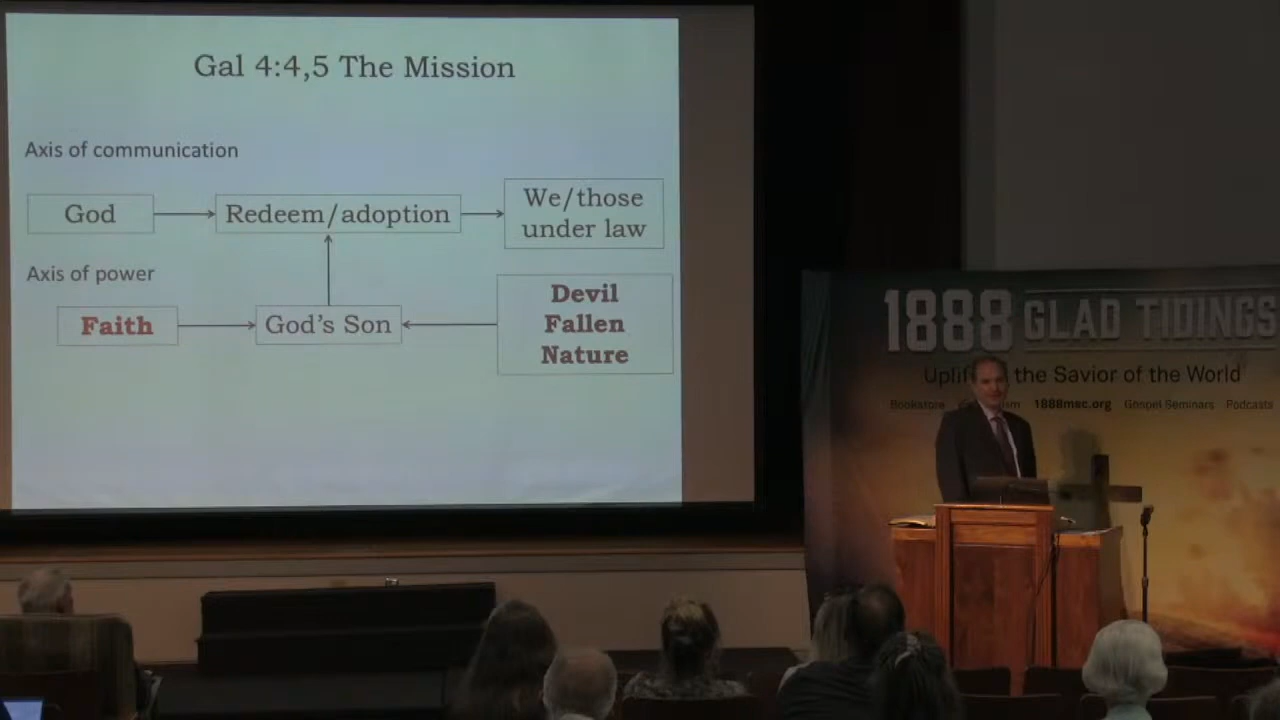 Gal 4:4,5 The Mission
Axis of communication
God
Redeem/adoption
We/those
under law
Axis of power
Faith
God's Son
Devil
Fallen
Nature
1888 GLAD TIDINGS
the Savior of the World
Bookstore
1888msc.org Gospel Seminars Podcasts